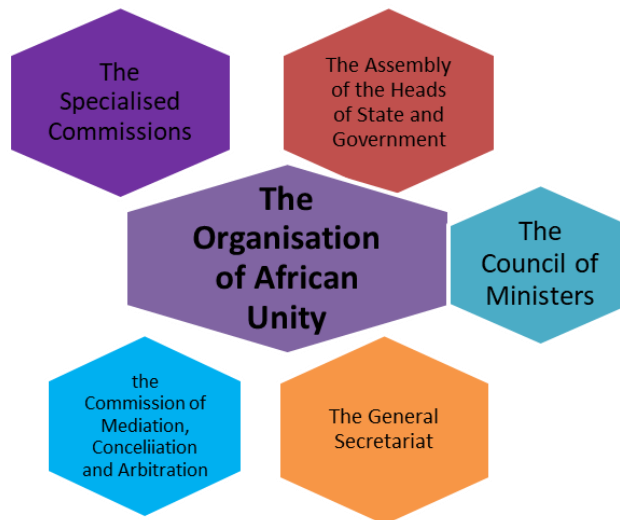 The
Specialised
Commissions
The Assembly
of the Heads
of State and
Government
The
Organisation
of African
Unity
The
Council of
Ministers
the
Commission of
Mediation,
Conceliiation
and Arbitration
The General
Secretariat